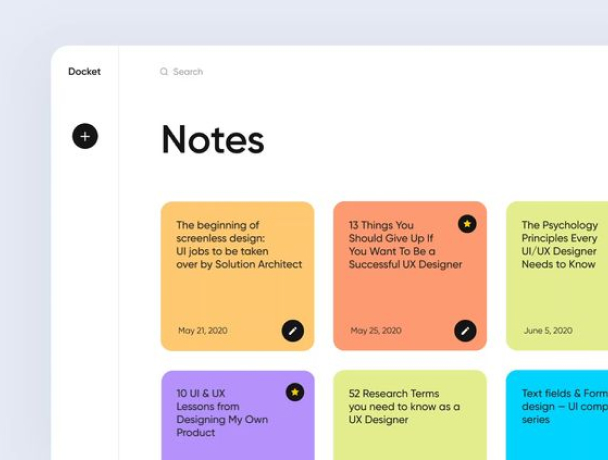 Docket
Search
Notes
The beginning of
screenless design:
UI jobs to be taken
over by Solution Architect
May 21, 2020
13 Things You
Should Give Up If
You Want To Be a
Successful UX Designer
May 25, 2020
The Psychology
Principles Every
UI/UX Designer
Needs to Know
June 5, 2020
10 UI & UX
Lessons from
Designing My Own
Product
52 Research Terms
you need to know as a
UX Designer
Text fields & Form
design — UI comp
series